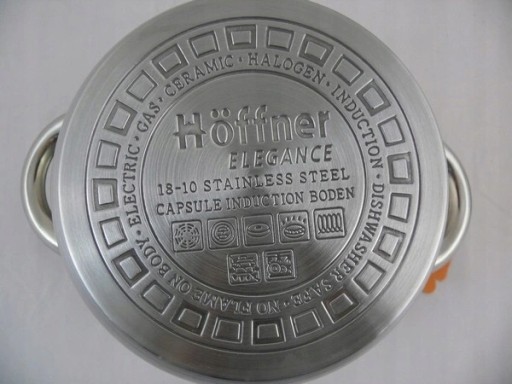 Höffner
ELEGANCE
18-10 STAINLESS STEEL
CAPSULE INDUCTION BODEN
ELECTRIC · GAS · CERAMIC · HALOGEN · INDUCTION · DISHWASHER SAFE · NO FLAME ON BODY ·